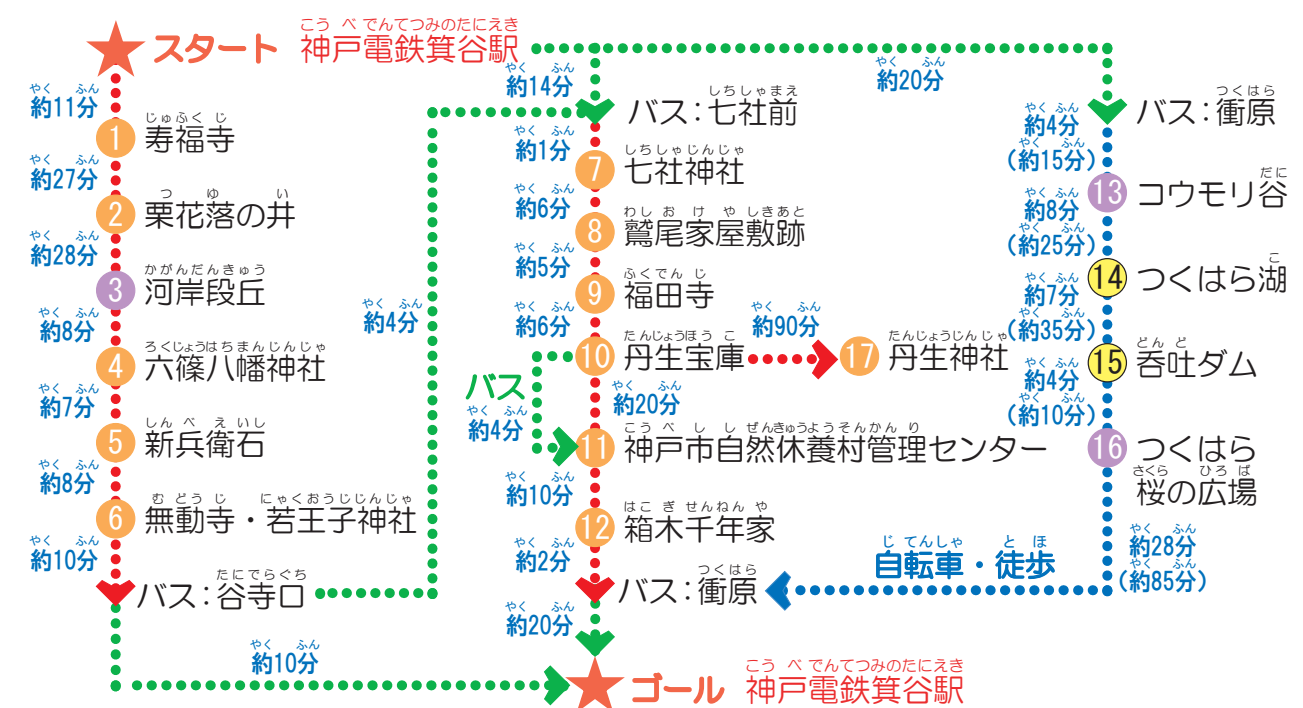 こうべでんてつみのたにえき
スタート 神戸電鉄箕谷駅
やくふん
約11分
じゅふくじ
1 寿福寺
やくふん
約27分
つゆい
2 栗花落の井
やくふん
約28分
かがんだんきゅう
3 河岸段丘
やくふん
約8分
ろくじょうはちまんじんじゃ
4 六篠八幡神社
やくふん
約7分
しんべえいし
5 新兵衛石
やくふん
約8分
むどうじ にゃくおうじじんじゃ
6 無動寺・若王子神社
やくふん
約10分
たにでらぐち
バス：谷寺口
やくふん
約10分
やくふん
約4分
やくふん
約14分
しちしゃまえ
バス：七社前
やくふん
約1分
しちしゃじんじゃ
7 七社神社
やくふん
約6分
わしおけやしきあと
8 鷲尾家屋敷跡
やくふん
約5分
ふくでんじ
9 福田寺
やくふん
約6分
たんじょうほうこ
10 丹生宝庫
やくふん
約90分
たんじょうじんじゃ
17 丹生神社
バス
やくふん
約4分
やくふん
約20分
こうべししぜんきゅうようそんかんり
11 神戸市自然休養村管理センター
やくふん
約10分
はこぎせんねんや
12 箱木千年家
やくふん
約2分
つくはら
バス：衝原
やくふん
約20分
やくふん
約20分
つくはら
バス：衝原
やくふん
約4分
やくふん
（約15分）
だに
13 コウモリ谷
やくふん
約8分
やくふん
（約25分）
こ
14 つくはら湖
やくふん
約7分
やくふん
（約35分）
どんど
15 呑吐ダム
やくふん
約4分
やくふん
（約10分）
16 つくはら
さくらひろば
桜の広場
やくふん
約28分
やくふん
（約85分）
じてんしゃ とほ
自転車・徒歩
こうべでんてつみのたにえき
ゴール 神戸電鉄箕谷駅